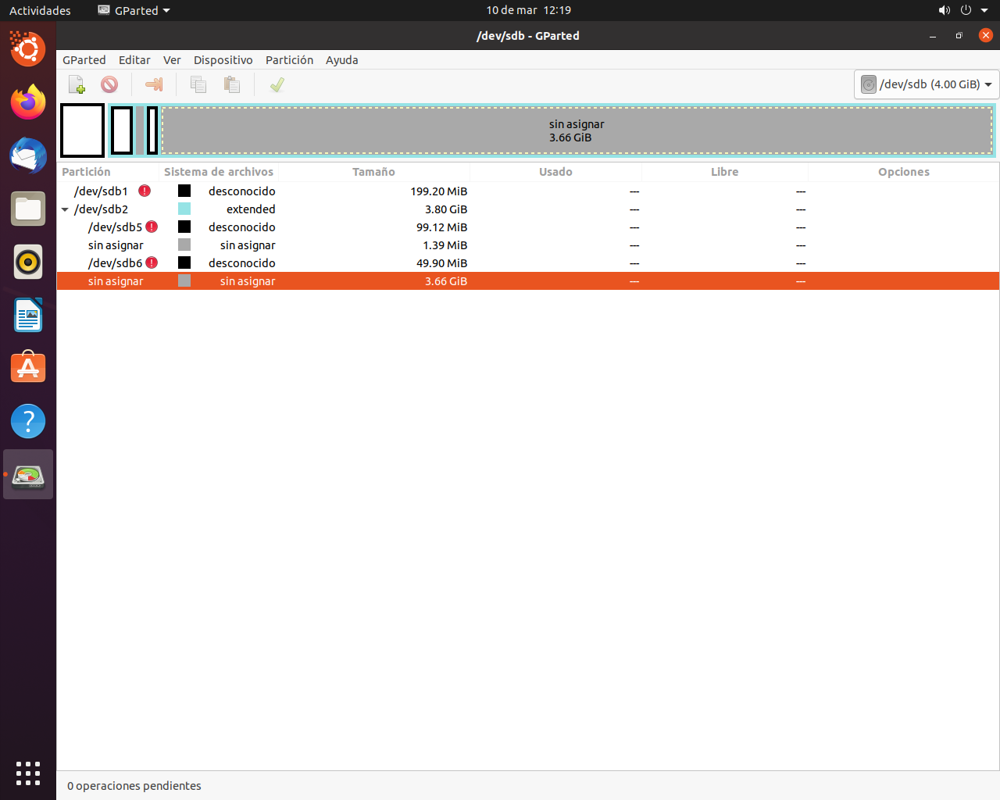 Actividades GParted 10 de mar 12:19
/dev/sdb - GParted
GParted Editar Ver Dispositivo Partición Ayuda
/dev/sdb (4.00 GiB)
sin asignar
3.66 GiB
Partición Sistema de archivos Tamaño Usado Libre Opciones
/dev/sdb1 desconocido 199.20 MiB --- ---
/dev/sdb2 extended 3.80 GiB --- ---
/dev/sdb5 desconocido 99.12 MiB --- ---
sin asignar sin asignar 1.39 MiB --- ---
/dev/sdb6 desconocido 49.90 MiB --- ---
sin asignar sin asignar 3.66 GiB --- ---
0 operaciones pendientes